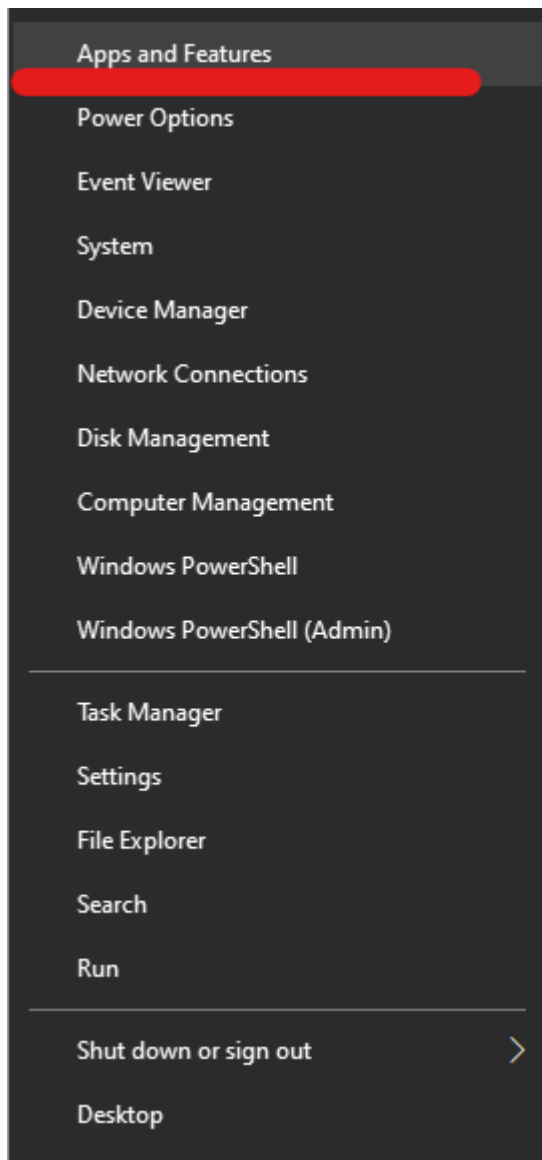 Apps and Features
Power Options
Event Viewer
System
Device Manager
Network Connections
Disk Management
Computer Management
Windows PowerShell
Windows PowerShell (Admin)
Task Manager
Settings
File Explorer
Search
Run
Shut down or sign out
Desktop